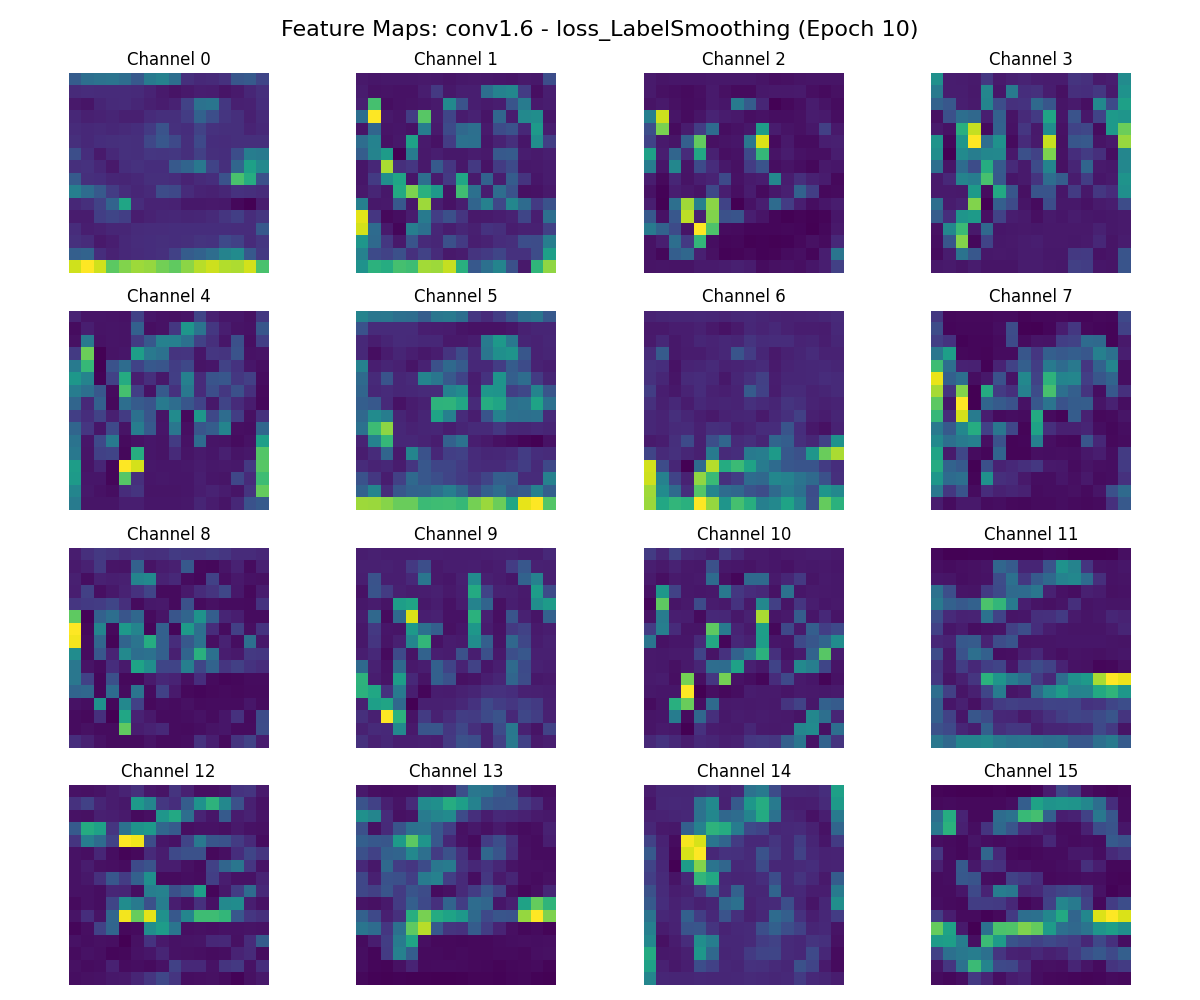 Feature Maps: conv1.6 - loss_LabelSmoothing (Epoch 10)
Channel 0
Channel 1
Channel 2
Channel 3
Channel 4
Channel 5
Channel 6
Channel 7
Channel 8
Channel 9
Channel 10
Channel 11
Channel 12
Channel 13
Channel 14
Channel 15